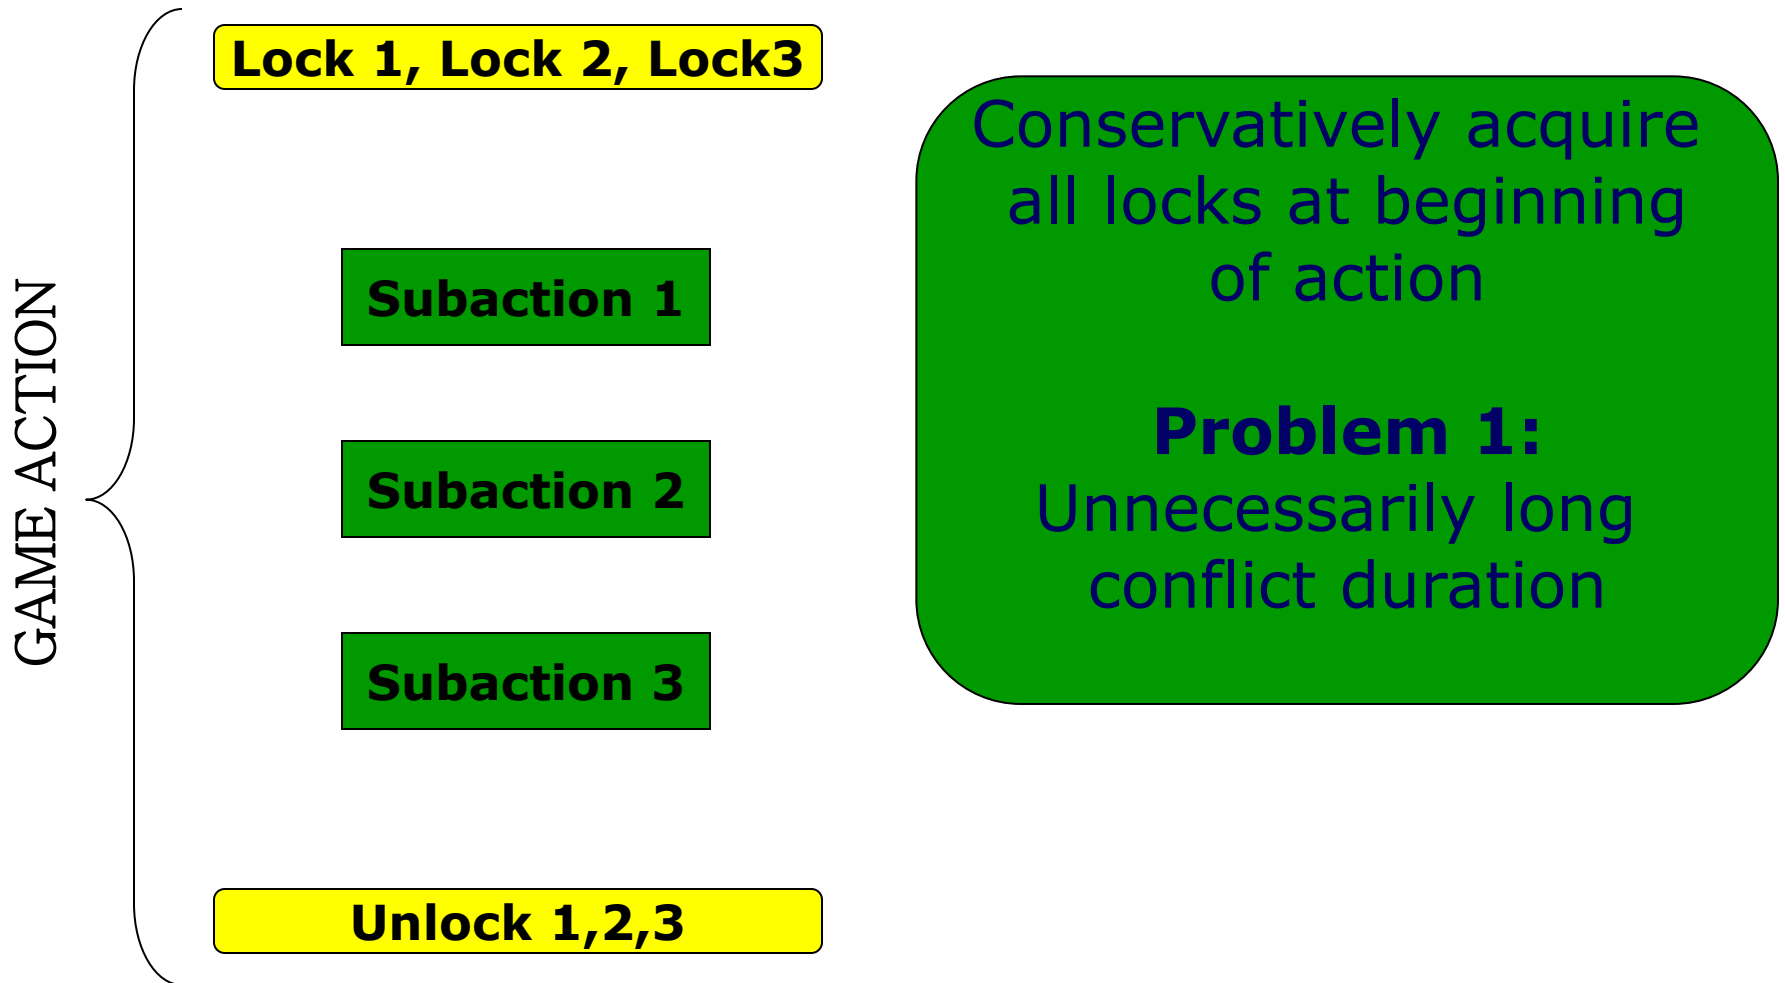 GAME ACTION
Lock 1, Lock 2, Lock3
Subaction 1
Subaction 2
Subaction 3
Unlock 1,2,3
Conservatively acquire
all locks at beginning
of action
Problem 1:
Unnecessarily long
conflict duration